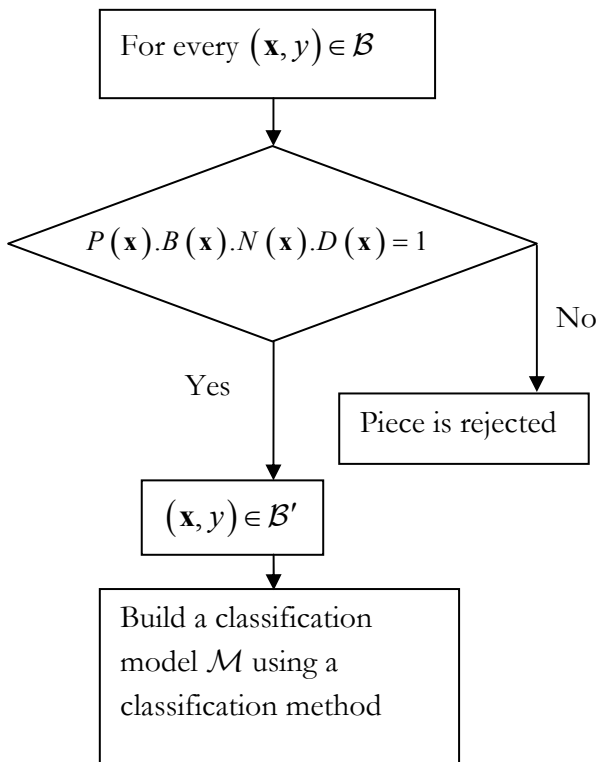 For every (𝐱, y) ∈ ℬ
P(𝐱).B(𝐱).N(𝐱).D(𝐱) = 1
No
Yes
Piece is rejected
(𝐱, y) ∈ ℬ′
Build a classification
model ℳ using a
classification method